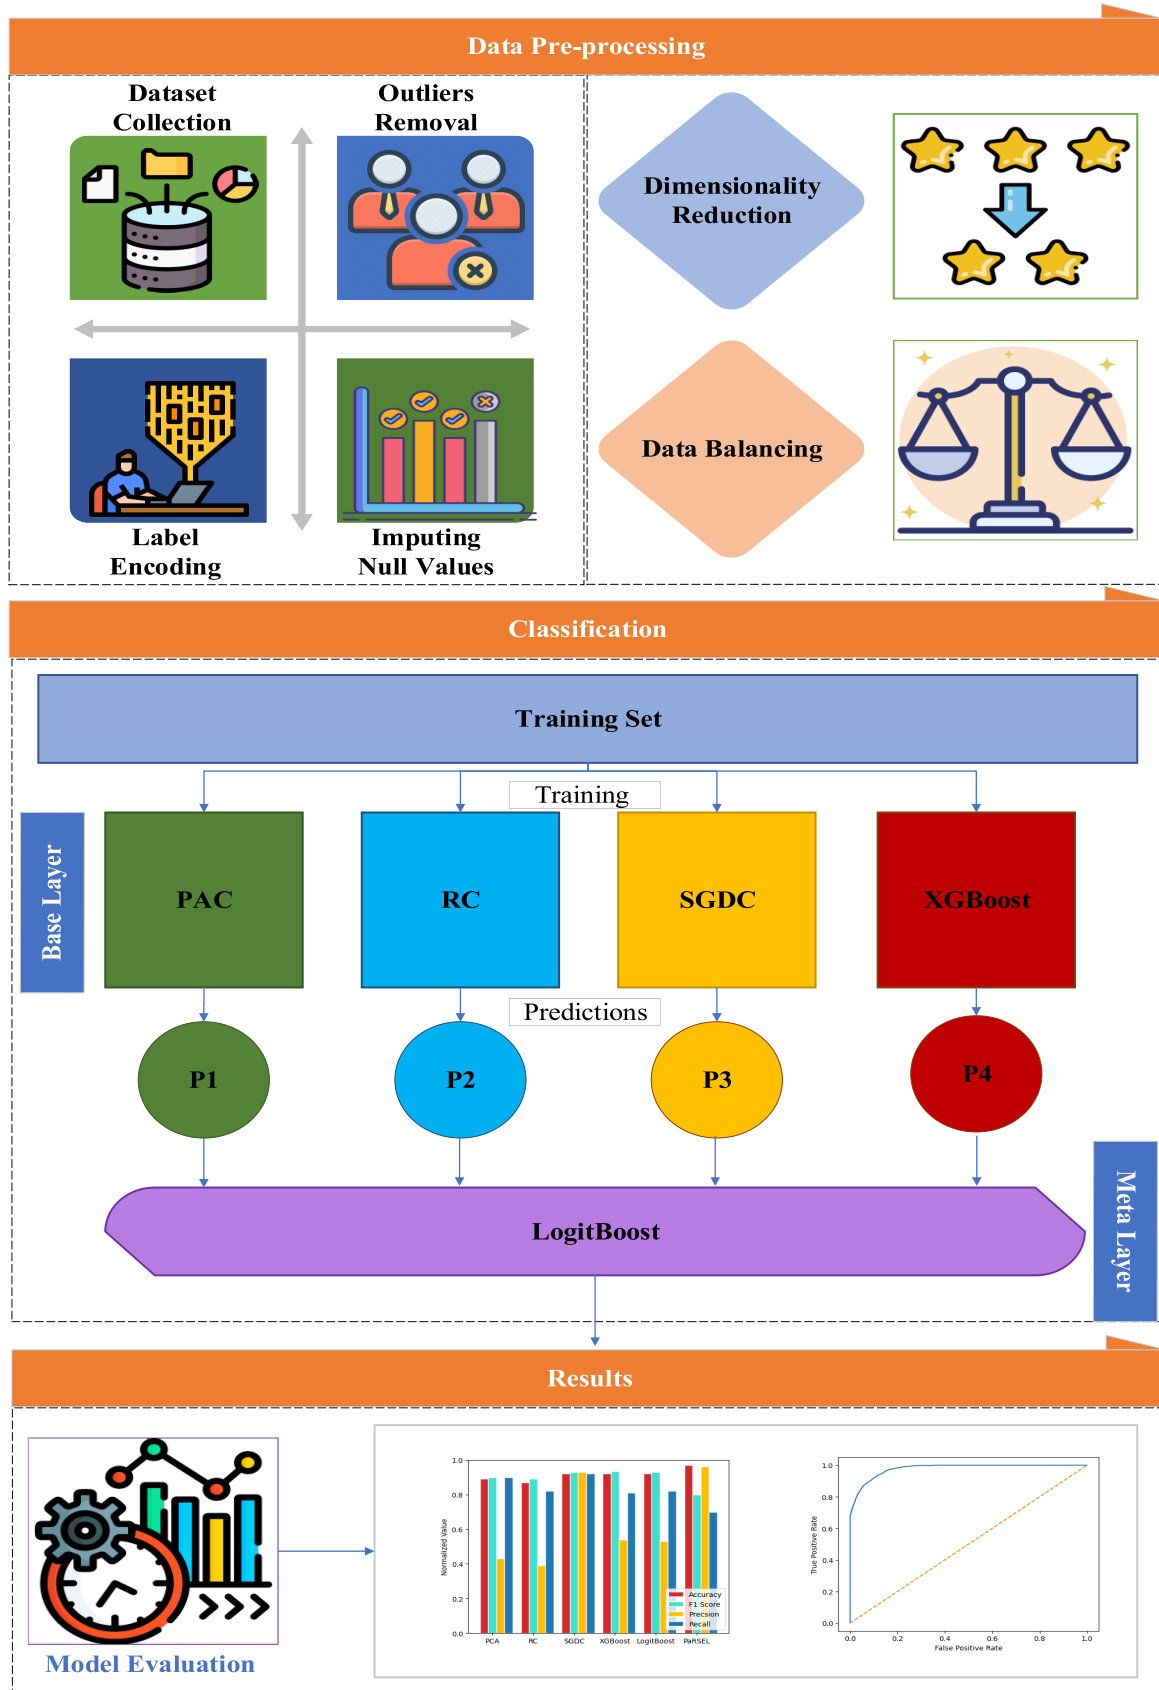 Data Pre-processing
Dataset
Collection
Outliers
Removal
Label
Encoding
Imputing
Null Values
Dimensionality
Reduction
Data Balancing
Classification
Training Set
Training
Base Layer
PAC
RC
SGDC
XGBoost
Predictions
P1
P2
P3
P4
LogitBoost
Meta Layer
Results
Model Evaluation
Normalized Value
1.0
0.8
0.6
0.4
0.2
0.0
PCA
RC
SGDC
XGBoost
LogitBoost
PaRSEL
Accuracy
F1 Score
Precsion
Recall
True Positive Rate
1.0
0.8
0.6
0.4
0.2
0.0
0.0
0.2
0.4
0.6
0.8
1.0
False Positive Rate